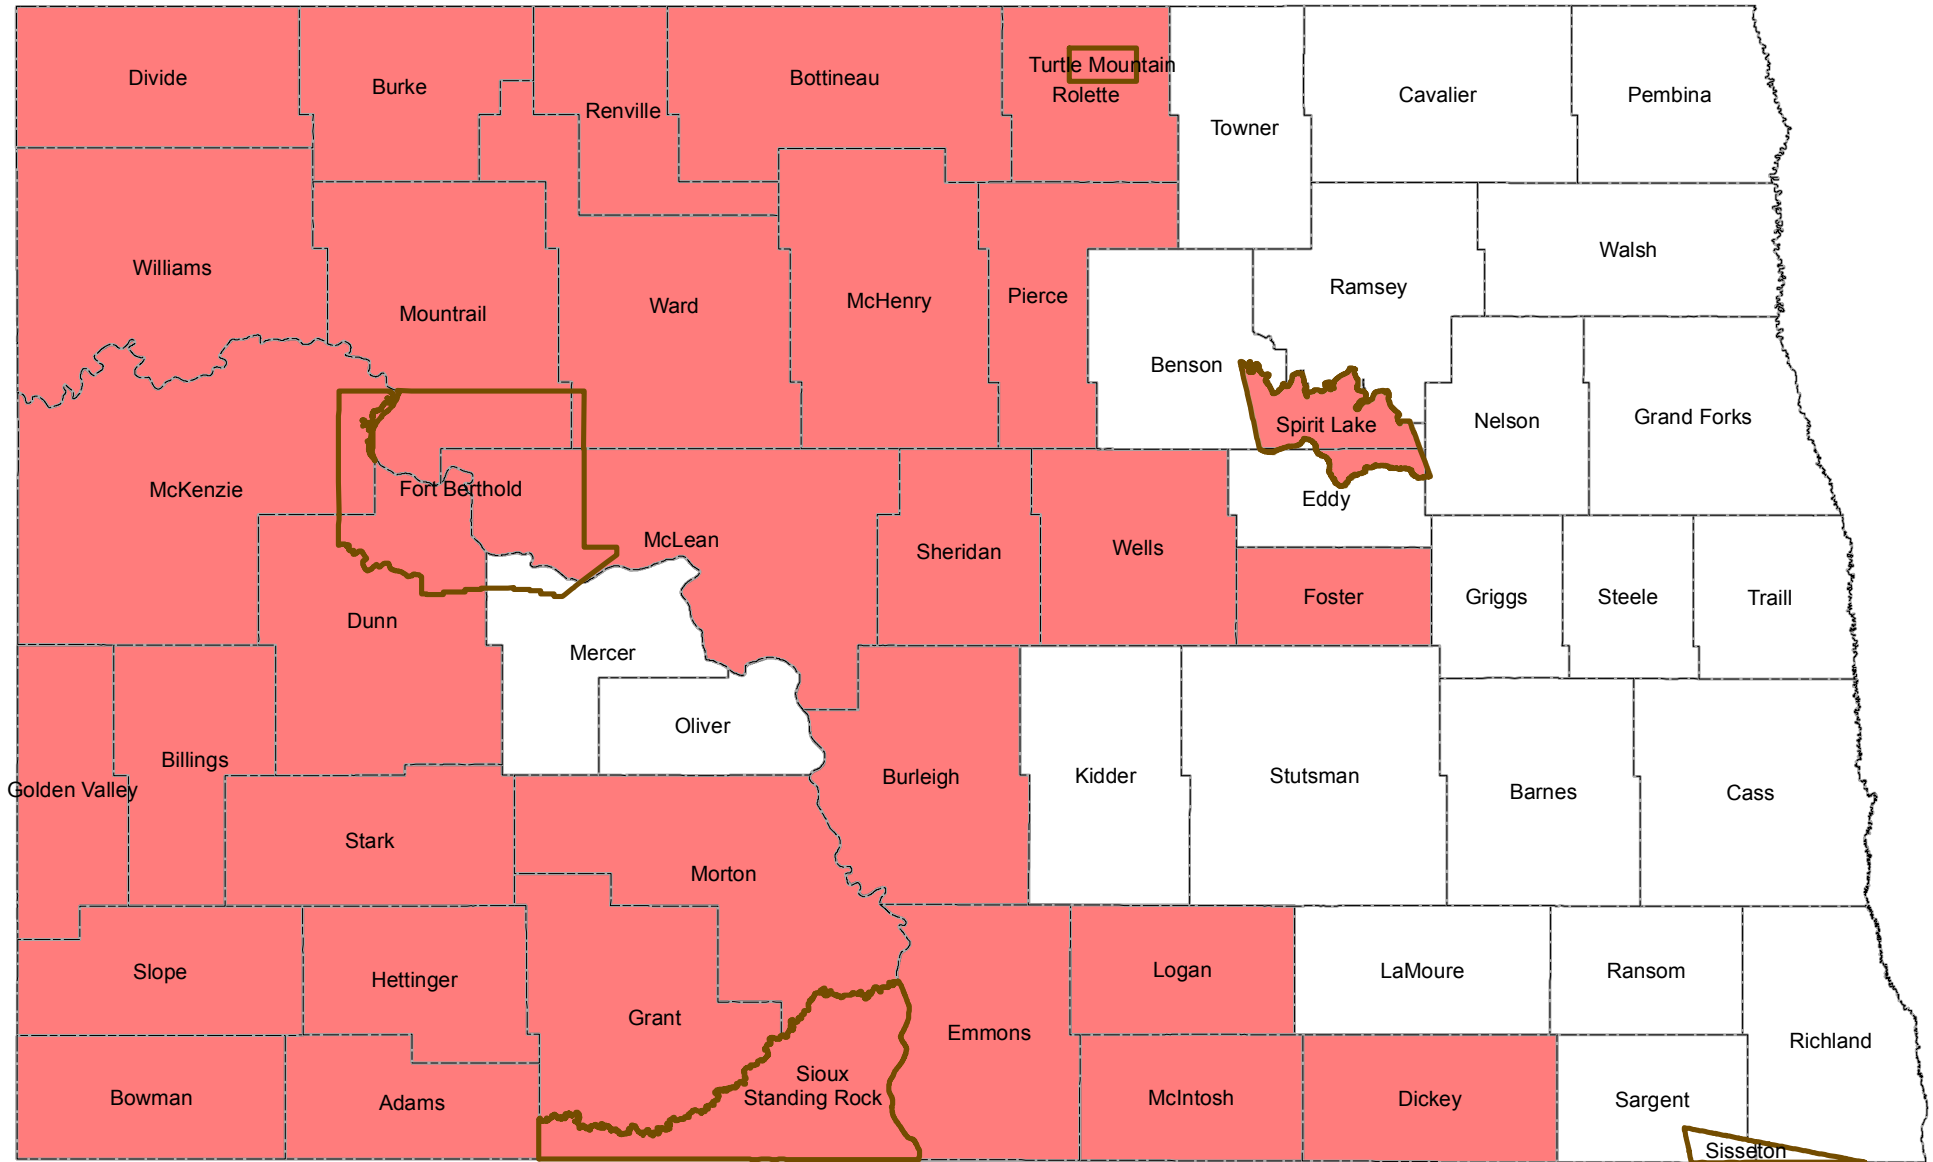 Divide
Burke
Renville
Bottineau
Turtle Mountain
Rolette
Towner
Cavalier
Pembina
Williams
Mountrail
Ward
McHenry
Pierce
Benson
Ramsey
Walsh
Spirit Lake
Nelson
Grand Forks
McKenzie
Fort Berthold
McLean
Sheridan
Wells
Eddy
Foster
Griggs
Steele
Traill
Dunn
Mercer
Oliver
Golden Valley
Billings
Stark
Morton
Burleigh
Kidder
Stutsman
Barnes
Cass
Slope
Hettinger
Grant
Emmons
Logan
LaMoure
Ransom
Richland
Bowman
Adams
Sioux
Standing Rock
McIntosh
Dickey
Sargent
Sisseton